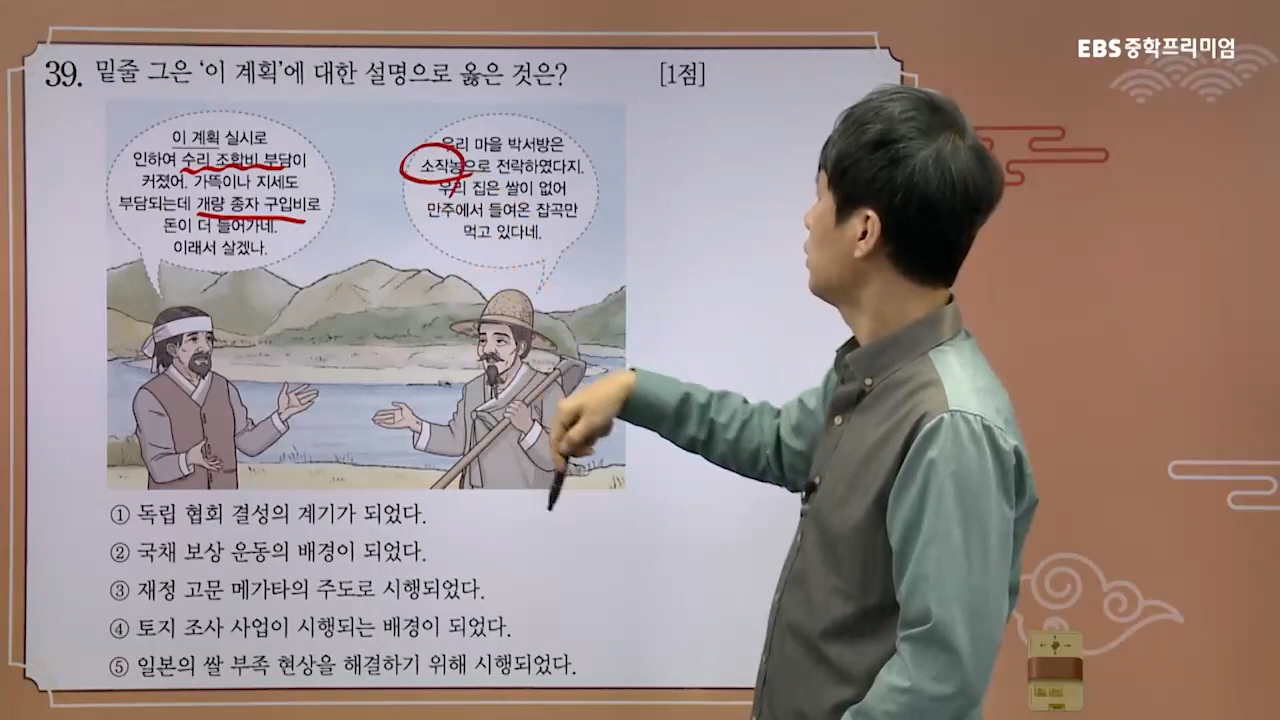 EBS 중학프리미엄
39. 밑줄 그은 ‘이 계획’에 대한 설명으로 옳은 것은? [1점]
이 계획 실시로
인하여 수리 조합비 부담이
커졌어. 가뜩이나 지세도
부담되는데 개량 종자 구입비로
돈이 더 들어가네.
이래서 살겠나.
우리 마을 박서방은
소작농으로 전락하였다지.
우리 집은 쌀이 없어
만주에서 들여온 잡곡만
먹고 있다네.
① 독립 협회 결성의 계기가 되었다.
② 국채 보상 운동의 배경이 되었다.
③ 재정 고문 메가타의 주도로 시행되었다.
④ 토지 조사 사업이 시행되는 배경이 되었다.
⑤ 일본의 쌀 부족 현상을 해결하기 위해 시행되었다.